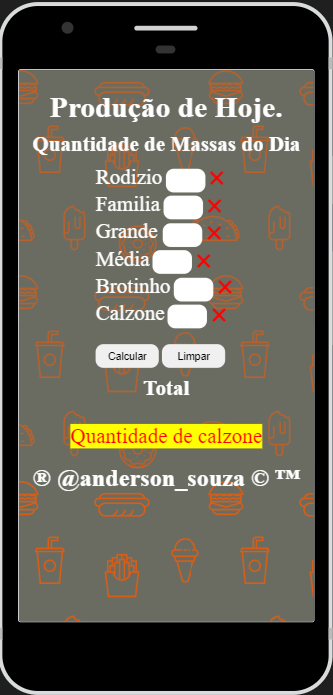 Produção de Hoje.
Quantidade de Massas do Dia
Rodizio
Familia
Grande
Média
Brotinho
Calzone
Calcular Limpar
Total
Quantidade de calzone
® @anderson_souza © ™